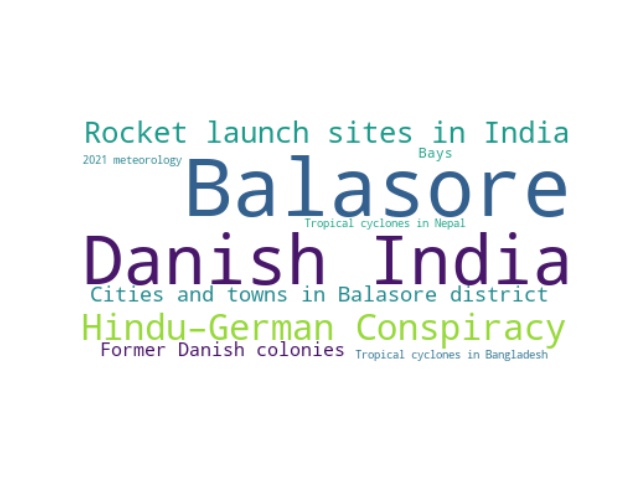 Rocket launch sites in India
2021 meteorology
Bays
Balasore
Tropical cyclones in Nepal
Danish India
Cities and towns in Balasore district
Hindu–German Conspiracy
Former Danish colonies
Tropical cyclones in Bangladesh